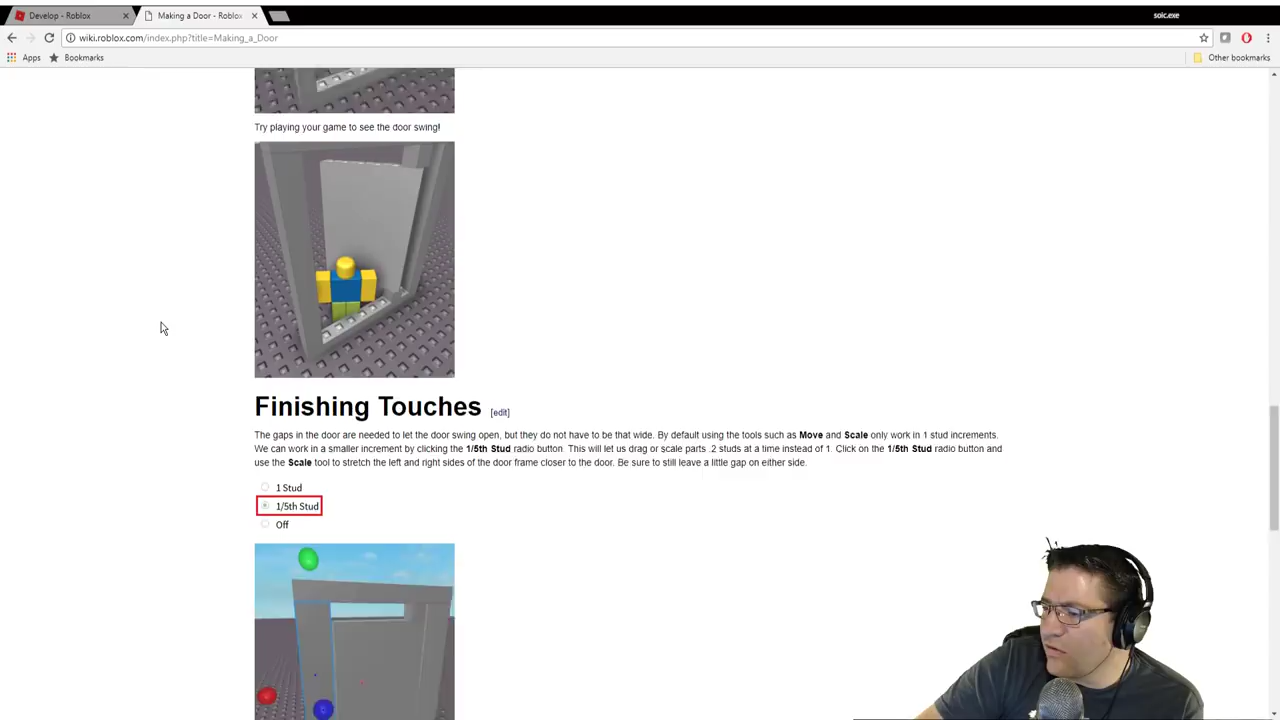 Develop - Roblox
Making a Door - Roblox
soic.exe
wiki.roblox.com/index.php?title=Making_a_Door
Apps
Bookmarks
Other bookmarks
Try playing your game to see the door swing!
Finishing Touches [edit]
The gaps in the door are needed to let the door swing open, but they do not have to be that wide. By default using the tools such as Move and Scale only work in 1 stud increments.
We can work in a smaller increment by clicking the 1/5th Stud radio button. This will let us drag or scale parts .2 studs at a time instead of 1. Click on the 1/5th Stud radio button and
use the Scale tool to stretch the left and right sides of the door frame closer to the door. Be sure to still leave a little gap on either side.
1 Stud
1/5th Stud
Off